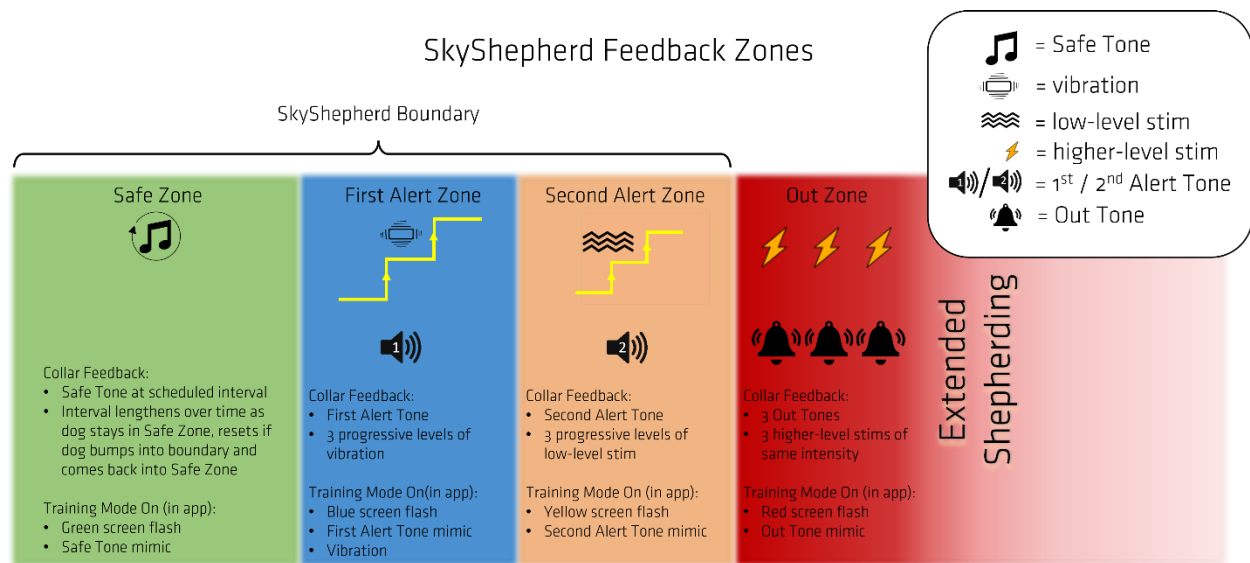 SkyShepherd Feedback Zones
SkyShepherd Boundary
= Safe Tone
= vibration
= low-level stim
= higher-level stim
1 / 2 = 1st / 2nd Alert Tone
= Out Tone
Safe Zone
Collar Feedback:
• Safe Tone at scheduled interval
• Interval lengthens over time as
dog stays in Safe Zone, resets if
dog bumps into boundary and
comes back into Safe Zone
Training Mode On (in app):
• Green screen flash
• Safe Tone mimic
First Alert Zone
1
Collar Feedback:
• First Alert Tone
• 3 progressive levels of
vibration
Training Mode On(in app):
• Blue screen flash
• First Alert Tone mimic
• Vibration
Second Alert Zone
2
Collar Feedback:
• Second Alert Tone
• 3 progressive levels of
low-level stim
Training Mode On (in app):
• Yellow screen flash
• Second Alert Tone mimic
Out Zone
Collar Feedback:
• 3 Out Tones
• 3 higher-level stims of
same intensity
Training Mode On (in app):
• Red screen flash
• Out Tone mimic
Extended
Shepherding